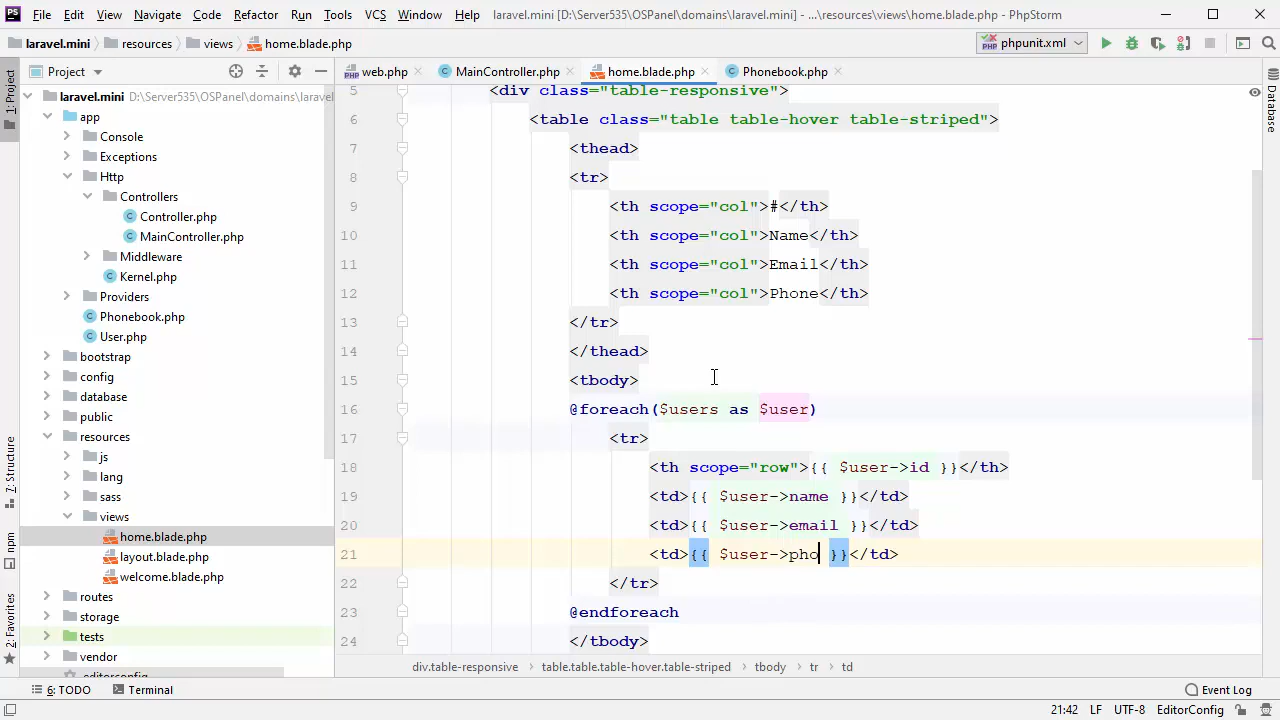 File Edit View Navigate Code Refactor Run Tools VCS Window Help laravel.mini [D:\Server535\OSPanel\domains\laravel.mini] - ...\resources\views\home.blade.php - PhpStorm
laravel.mini resources views home.blade.php phpunit.xml
Project web.php MainController.php home.blade.php Phonebook.php
laravel.mini D:\Server535\OSPanel\domains\laravel
app
Console
Exceptions
Http
Controllers
Controller.php
MainController.php
Middleware
Kernel.php
Providers
Phonebook.php
User.php
bootstrap
config
database
public
resources
js
lang
sass
views
home.blade.php
layout.blade.php
welcome.blade.php
routes
storage
tests
vendor
.editorconfig
1: Project
7: Structure
npm
2: Favorites
5 <div class="table-responsive">
6 <table class="table table-hover table-striped">
7 <thead>
8 <tr>
9 <th scope="col">#</th>
10 <th scope="col">Name</th>
11 <th scope="col">Email</th>
12 <th scope="col">Phone</th>
13 </tr>
14 </thead>
15 <tbody>
16 @foreach($users as $user)
17 <tr>
18 <th scope="row">{{ $user->id }}</th>
19 <td>{{ $user->name }}</td>
20 <td>{{ $user->email }}</td>
21 <td>{{ $user->pho }}</td>
22 </tr>
23 @endforeach
24 </tbody>
Database
div.table-responsive table.table.table-hover.table-striped tbody tr td
6: TODO Terminal Event Log
21:42 LF UTF-8 EditorConfig